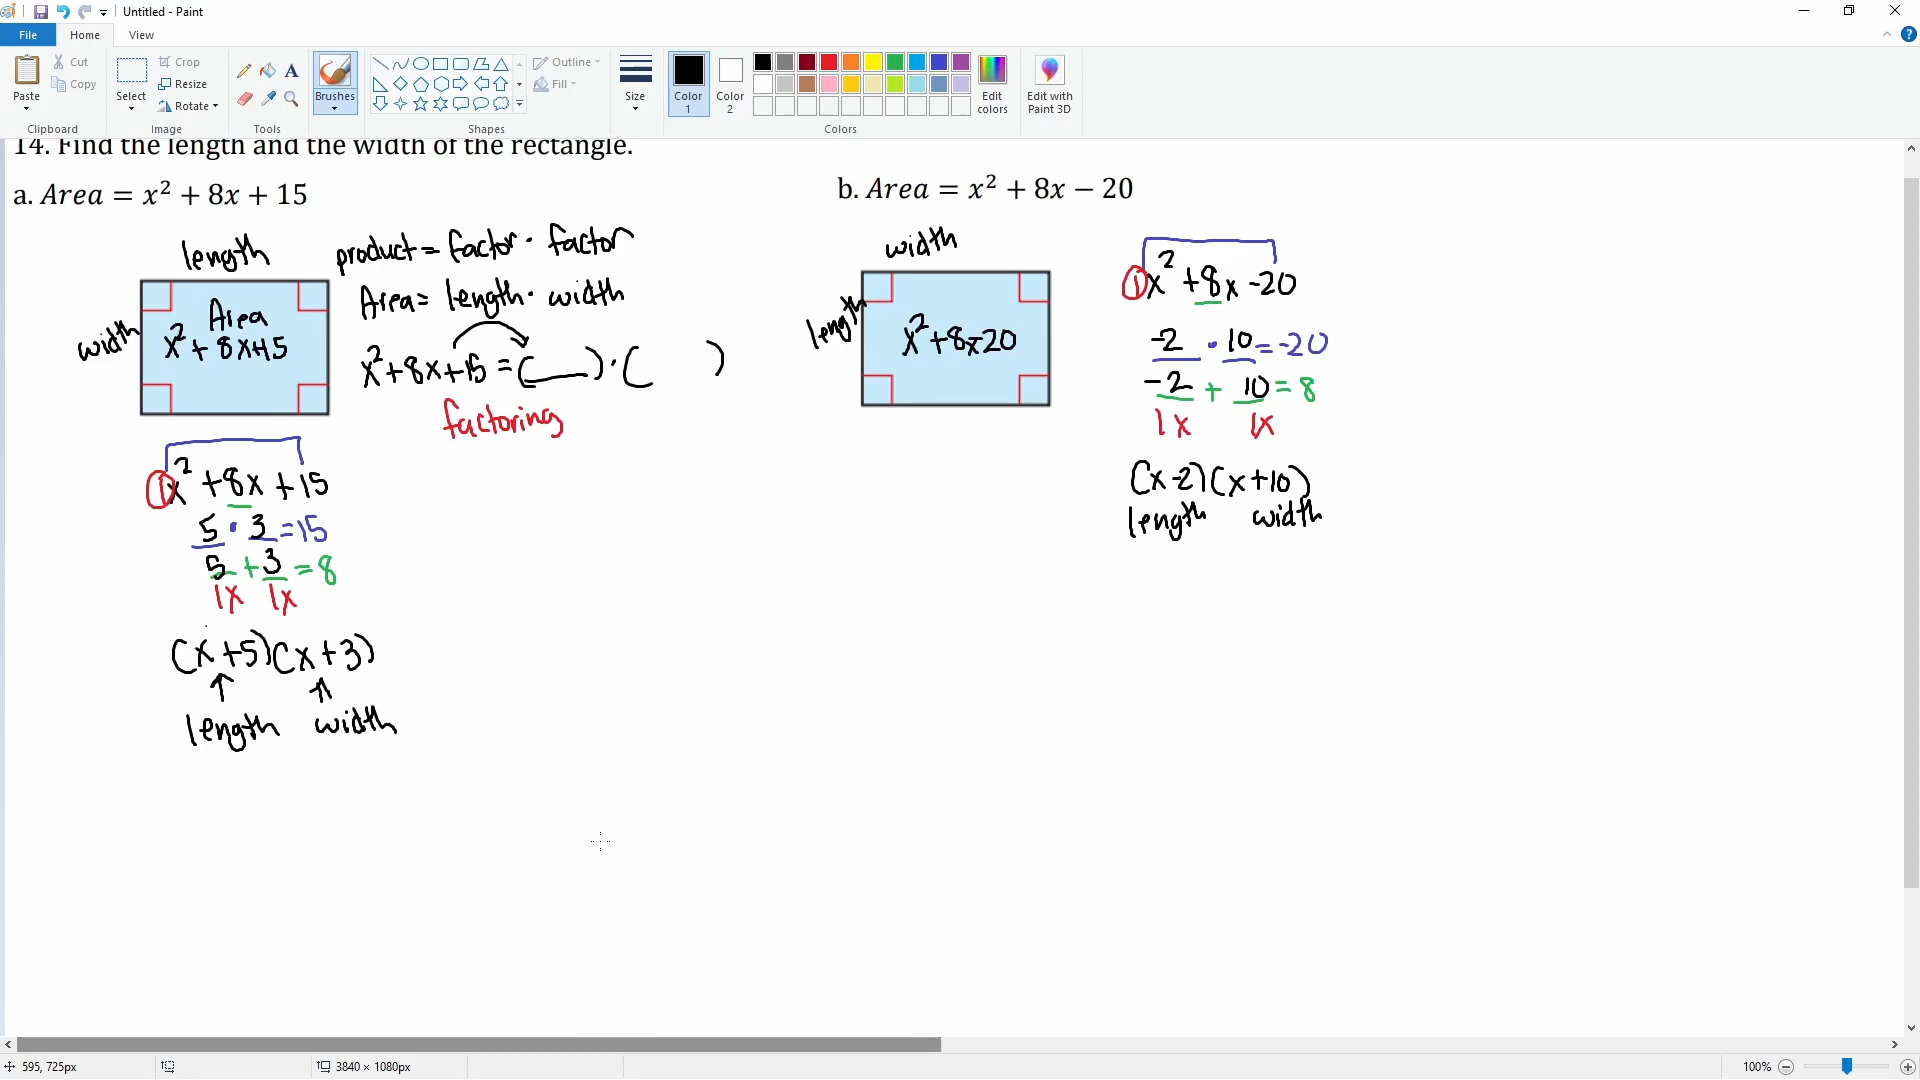 Untitled - Paint
File Home View
Paste Cut Copy Clipboard
Select Crop Resize Rotate Image
Tools
Brushes
Outline Fill Shapes
Size
Color 1 Color 2 Edit colors Colors
Edit with Paint 3D
14. Find the length and the width of the rectangle.
a. Area = x² + 8x + 15
length
width
Area
x² + 8x+15
product = factor · factor
Area = length · width
x²+8x+15 = (___) · ( )
factoring
1x² +8x +15
5 · 3 = 15
5 + 3 = 8
1x 1x
(x+5)(x+3)
length width
b. Area = x² + 8x − 20
width
length
x²+8x-20
1x² +8x -20
-2 · 10 = -20
-2 + 10 = 8
1x 1x
(x-2)(x+10)
length width
595, 725px
3840 × 1080px
100%